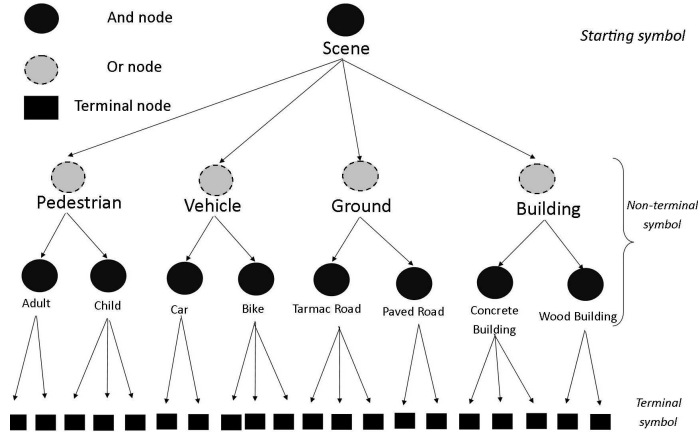 And node
Scene
Starting symbol
Or node
Terminal node
Pedestrian
Vehicle
Ground
Building
Non-terminal
symbol
Adult
Child
Car
Bike
Tarmac Road
Paved Road
Concrete
Building
Wood Building
Terminal
symbol